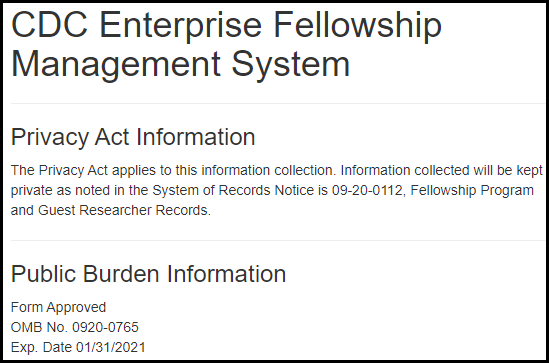 CDC Enterprise Fellowship
Management System
Privacy Act Information
The Privacy Act applies to this information collection. Information collected will be kept
private as noted in the System of Records Notice is 09-20-0112, Fellowship Program
and Guest Researcher Records.
Public Burden Information
Form Approved
OMB No. 0920-0765
Exp. Date 01/31/2021